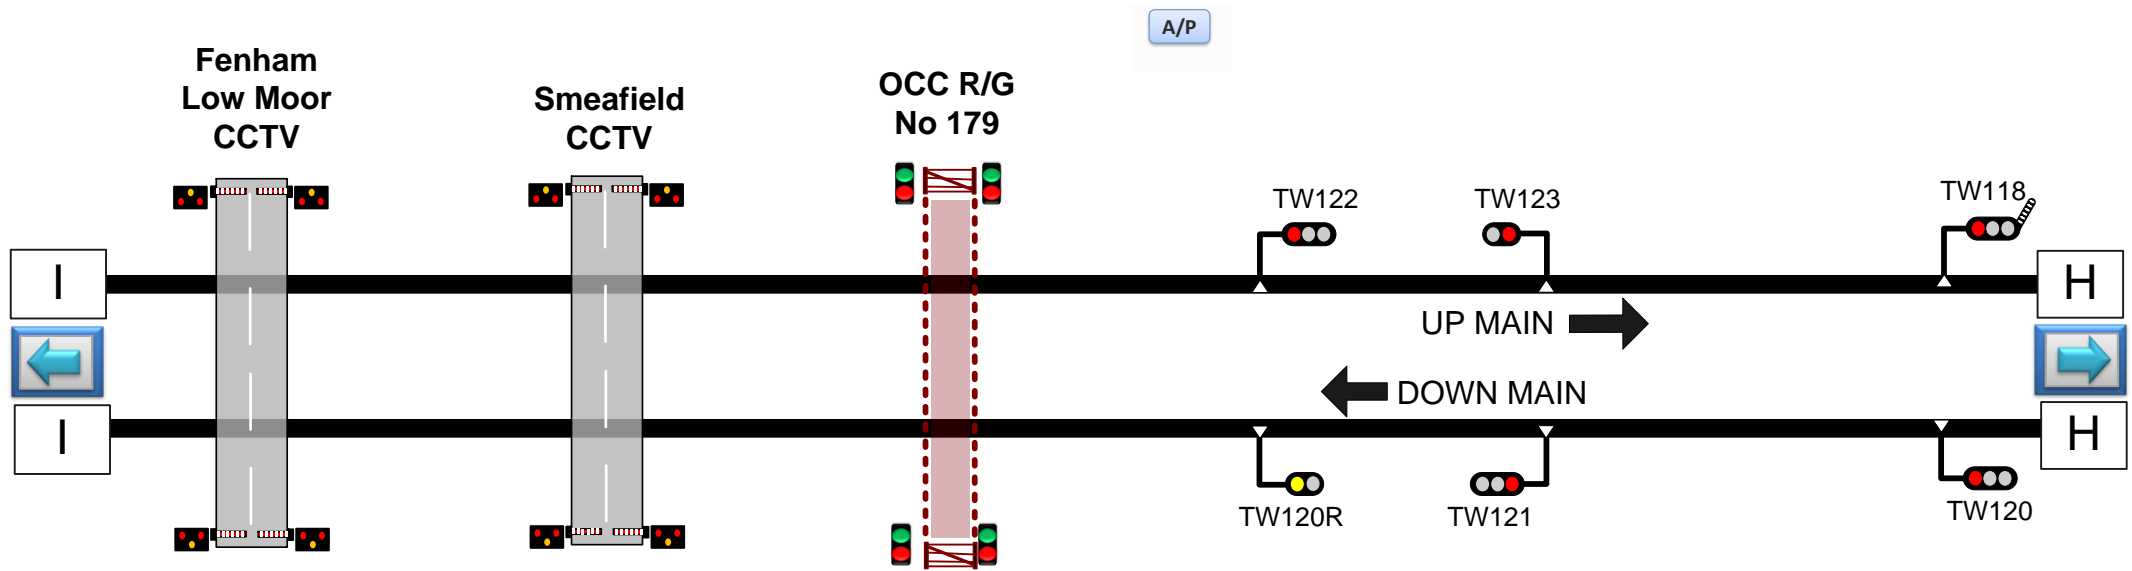 A/P
Fenham
Low Moor
CCTV
Smeafield
CCTV
OCC R/G
No 179
TW122
TW123
TW118
I
H
UP MAIN
DOWN MAIN
I
H
TW120R
TW121
TW120